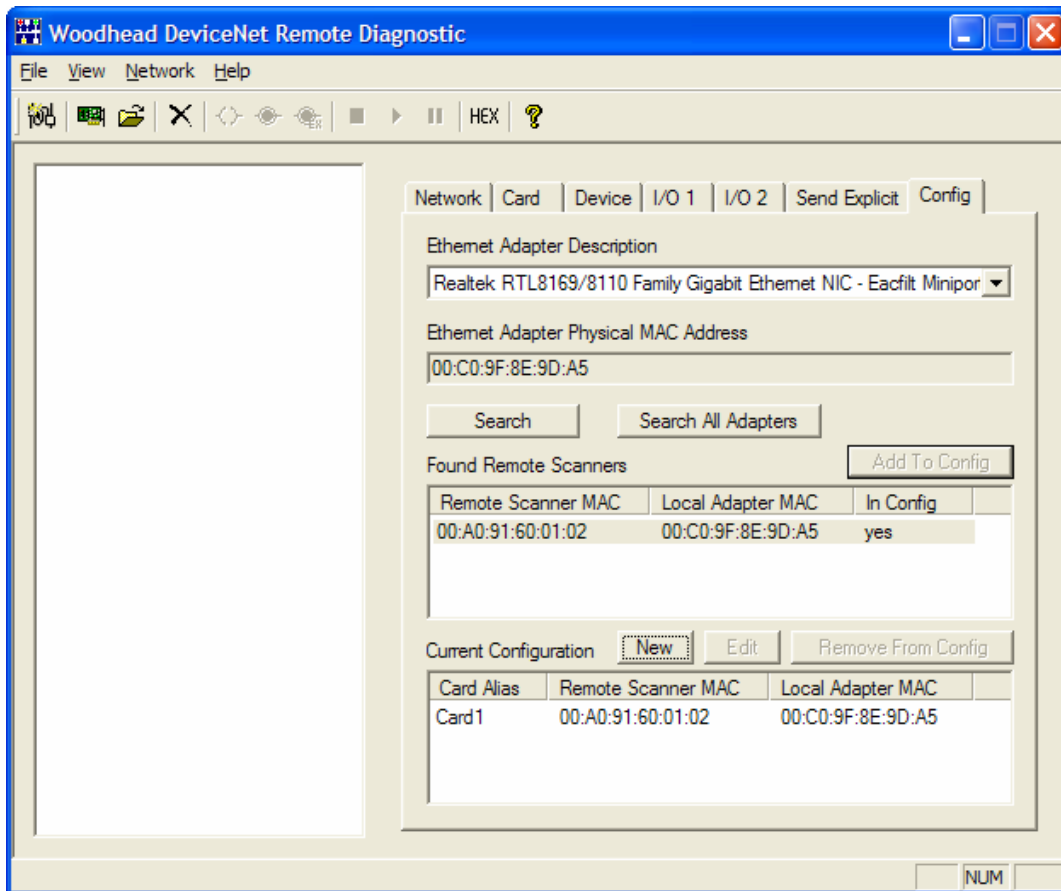 Woodhead DeviceNet Remote Diagnostic
File View Network Help
HEX
Network Card Device I/O 1 I/O 2 Send Explicit Config
Ethernet Adapter Description
Realtek RTL8169/8110 Family Gigabit Ethernet NIC - Eacfilt Minipor
Ethernet Adapter Physical MAC Address
00:C0:9F:8E:9D:A5
Search Search All Adapters
Found Remote Scanners Add To Config
Remote Scanner MAC Local Adapter MAC In Config
00:A0:91:60:01:02 00:C0:9F:8E:9D:A5 yes
Current Configuration New Edit Remove From Config
Card Alias Remote Scanner MAC Local Adapter MAC
Card1 00:A0:91:60:01:02 00:C0:9F:8E:9D:A5
NUM